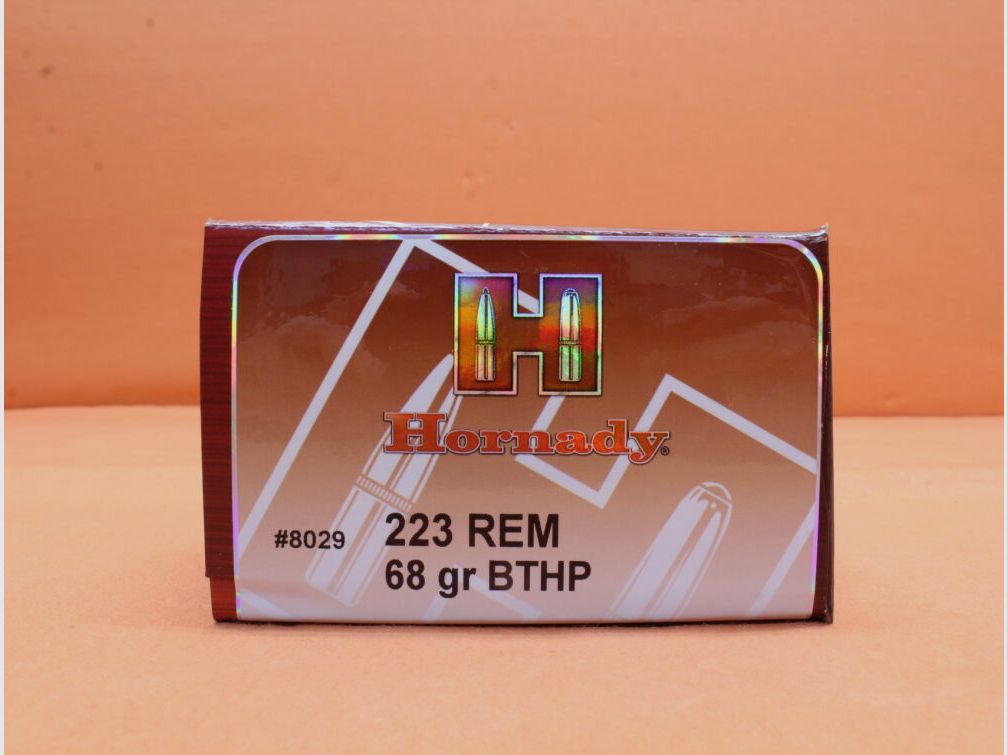 H
Hornady®
#8029
223 REM
68 gr BTHP